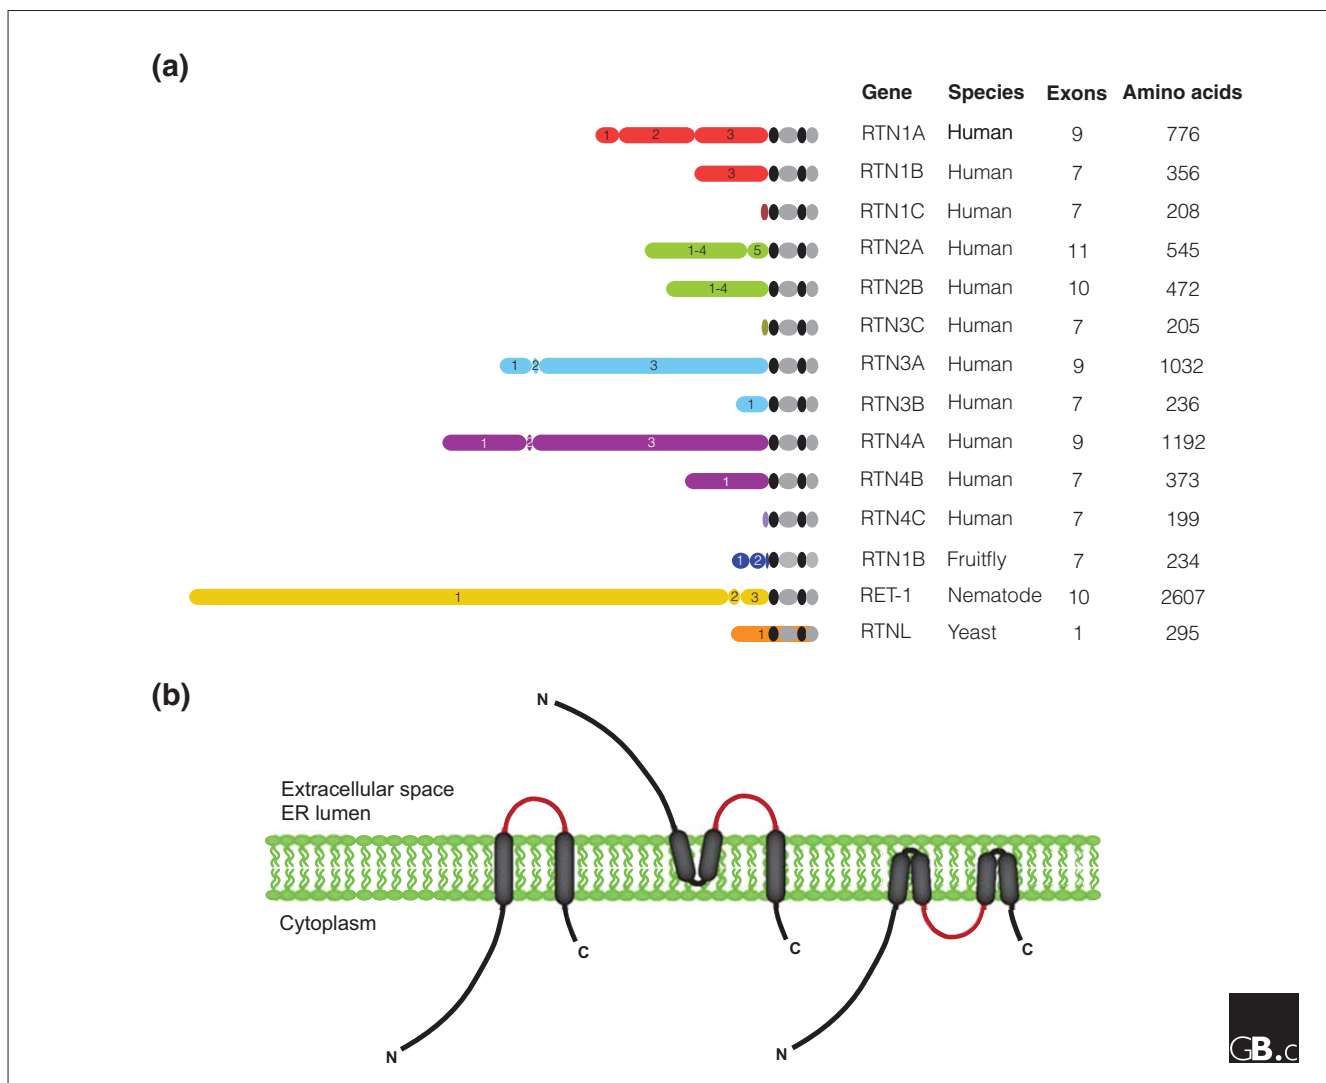 (a)
Gene Species Exons Amino acids
1 2 3 RTN1A Human 9 776
3 RTN1B Human 7 356
RTN1C Human 7 208
1-4 5 RTN2A Human 11 545
1-4 RTN2B Human 10 472
RTN3C Human 7 205
1 2 3 RTN3A Human 9 1032
1 RTN3B Human 7 236
1 2 3 RTN4A Human 9 1192
1 RTN4B Human 7 373
RTN4C Human 7 199
1 2 RTN1B Fruitfly 7 234
1 2 3 RET-1 Nematode 10 2607
1 RTNL Yeast 1 295
(b)
N
Extracellular space
ER lumen
Cytoplasm
C
C
C
N
N
GB.c